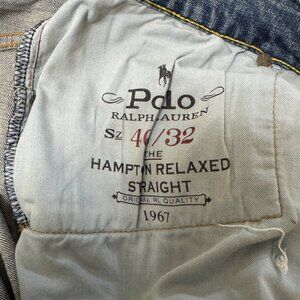 Polo
RALPH LAUREN
Sz 40/32
THE
HAMPTON RELAXED
STRAIGHT
ORIGINAL RL QUALITY
1967